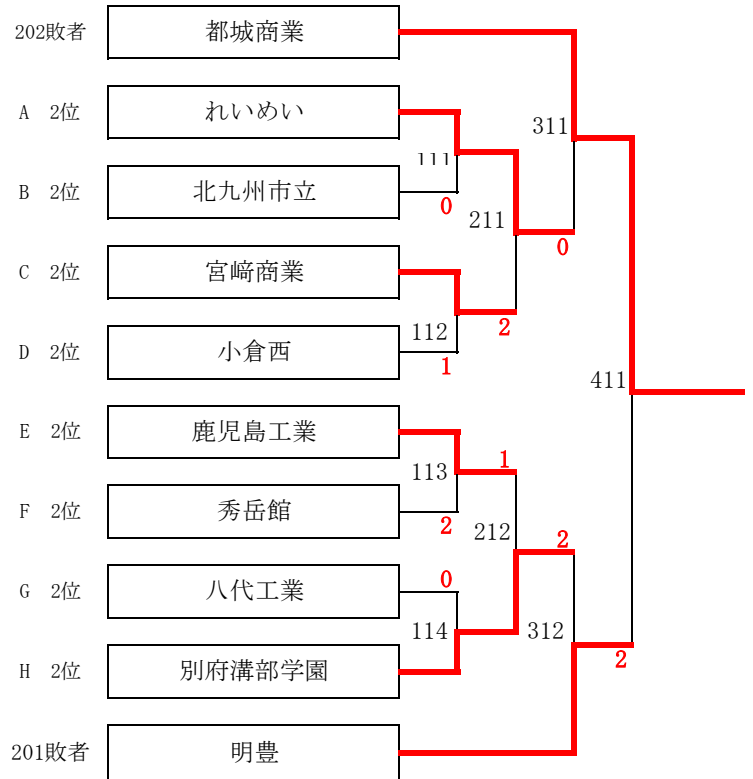 202敗者 都城商業
A 2位 れいめい
311
111
B 2位 北九州市立
0
211
0
C 2位 宮﨑商業
112
2
D 2位 小倉西
1
411
E 2位 鹿児島工業
1
113
F 2位 秀岳館
2
212
2
G 2位 八代工業
0
114
312
2
H 2位 別府溝部学園
201敗者 明豊